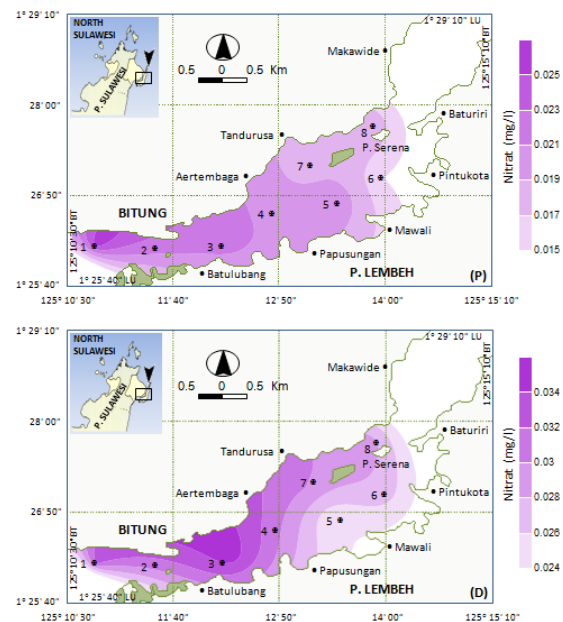 NORTH
SULAWESI
P. SULAWESI
0.5 0 0.5 Km
1° 29' 10" LU
125° 15' 10" BT
Makawide
28' 00"
Baturiri
Tandurusa
8
P. Serena
7
Aertembaga
6
Pintukota
26' 50"
5
BITUNG
4
Mawali
1
2
3
Papusungan
125° 10' 30" BT
Batulubang
P. LEMBEH
(P)
1° 25' 40" LU
1° 25' 40"
125° 10' 30"
11' 40"
12' 50"
14' 00"
125° 15' 10"
Nitrat (mg/l)
0.025
0.023
0.021
0.019
0.017
0.015
NORTH
SULAWESI
P. SULAWESI
0.5 0 0.5 Km
1° 29' 10"
1° 29' 10" LU
125° 15' 10" BT
Makawide
28' 00"
Baturiri
Tandurusa
8
P. Serena
7
Aertembaga
6
Pintukota
26' 50"
5
BITUNG
4
Mawali
1
2
3
Papusungan
125° 10' 30" BT
Batulubang
P. LEMBEH
(D)
1° 25' 40" LU
1° 25' 40"
125° 10' 30"
11' 40"
12' 50"
14' 00"
125° 15' 10"
Nitrat (mg/l)
0.034
0.03
0.028
0.026
0.024
1° 29' 10"